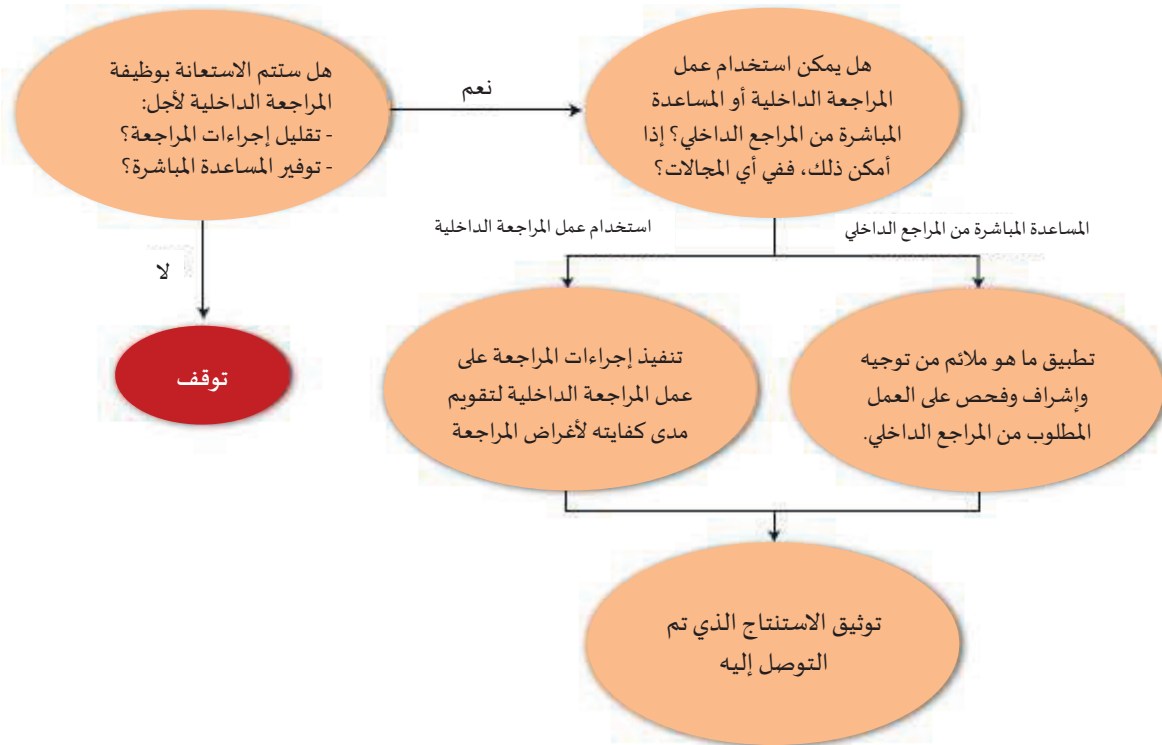 هل ستتم الاستعانة بوظيفة
المراجعة الداخلية لأجل:
- تقليل إجراءات المراجعة؟
- توفير المساعدة المباشرة؟
نعم
هل يمكن استخدام عمل
المراجعة الداخلية أو المساعدة
المباشرة من المراجع الداخلي؟ إذا
أمكن ذلك، ففي أي المجالات؟
لا
توقف
المساعدة المباشرة من المراجع الداخلي
استخدام عمل المراجعة الداخلية
تطبيق ما هو ملائم من توجيه
وإشراف وفحص على العمل
المطلوب من المراجع الداخلي.
تنفيذ إجراءات المراجعة على
عمل المراجعة الداخلية لتقويم
مدى كفايته لأغراض المراجعة
توثيق الاستنتاج الذي تم
التوصل إليه